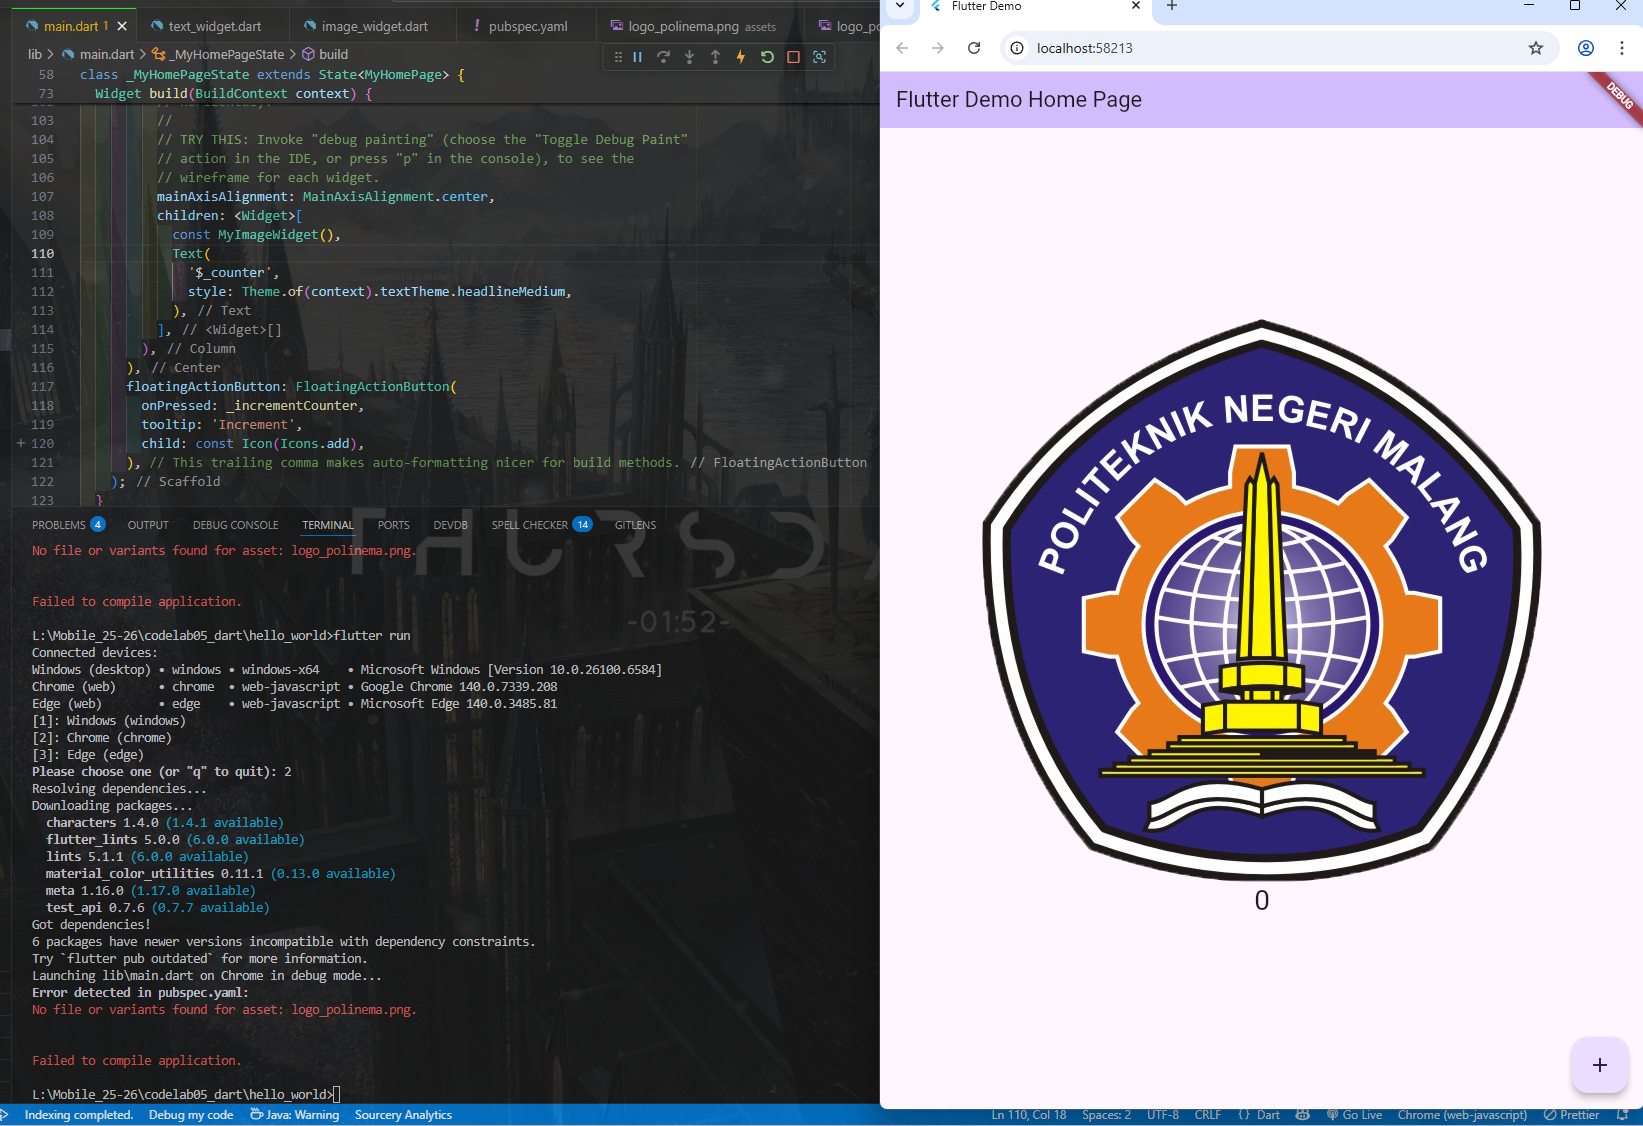 main.dart 1
text_widget.dart
image_widget.dart
! pubspec.yaml
logo_polinema.png assets
lib > main.dart > _MyHomePageState > build
58 class _MyHomePageState extends State<MyHomePage> {
73 Widget build(BuildContext context) {
103 //
104 // TRY THIS: Invoke "debug painting" (choose the "Toggle Debug Paint"
105 // action in the IDE, or press "p" in the console), to see the
106 // wireframe for each widget.
107 mainAxisAlignment: MainAxisAlignment.center,
108 children: <Widget>[
109 const MyImageWidget(),
110 Text(
111 '$_counter',
112 style: Theme.of(context).textTheme.headlineMedium,
113 ), // Text
114 ], // <Widget>[]
115 ), // Column
116 ), // Center
117 floatingActionButton: FloatingActionButton(
118 onPressed: _incrementCounter,
119 tooltip: 'Increment',
120 child: const Icon(Icons.add),
121 ), // This trailing comma makes auto-formatting nicer for build methods. // FloatingActionButton
122 ); // Scaffold
123 }
PROBLEMS 4 OUTPUT DEBUG CONSOLE TERMINAL PORTS DEVDB SPELL CHECKER 14 GITLENS
No file or variants found for asset: logo_polinema.png.
Failed to compile application.
-01:52-
L:\Mobile_25-26\codelab05_dart\hello_world>flutter run
Connected devices:
Windows (desktop) • windows • windows-x64 • Microsoft Windows [Version 10.0.26100.6584]
Chrome (web) • chrome • web-javascript • Google Chrome 140.0.7339.208
Edge (web) • edge • web-javascript • Microsoft Edge 140.0.3485.81
[1]: Windows (windows)
[2]: Chrome (chrome)
[3]: Edge (edge)
Please choose one (or "q" to quit): 2
Resolving dependencies...
Downloading packages...
characters 1.4.0 (1.4.1 available)
flutter_lints 5.0.0 (6.0.0 available)
lints 5.1.1 (6.0.0 available)
material_color_utilities 0.11.1 (0.13.0 available)
meta 1.16.0 (1.17.0 available)
test_api 0.7.6 (0.7.7 available)
Got dependencies!
6 packages have newer versions incompatible with dependency constraints.
Try `flutter pub outdated` for more information.
Launching lib\main.dart on Chrome in debug mode...
Error detected in pubspec.yaml:
No file or variants found for asset: logo_polinema.png.
Failed to compile application.
L:\Mobile_25-26\codelab05_dart\hello_world>
Indexing completed. Debug my code Java: Warning Sourcery Analytics
Ln 110, Col 18 Spaces: 2 UTF-8 CRLF {} Dart Go Live Chrome (web-javascript) Prettier
Flutter Demo
localhost:58213
Flutter Demo Home Page
DEBUG
POLITEKNIK NEGERI MALANG
0